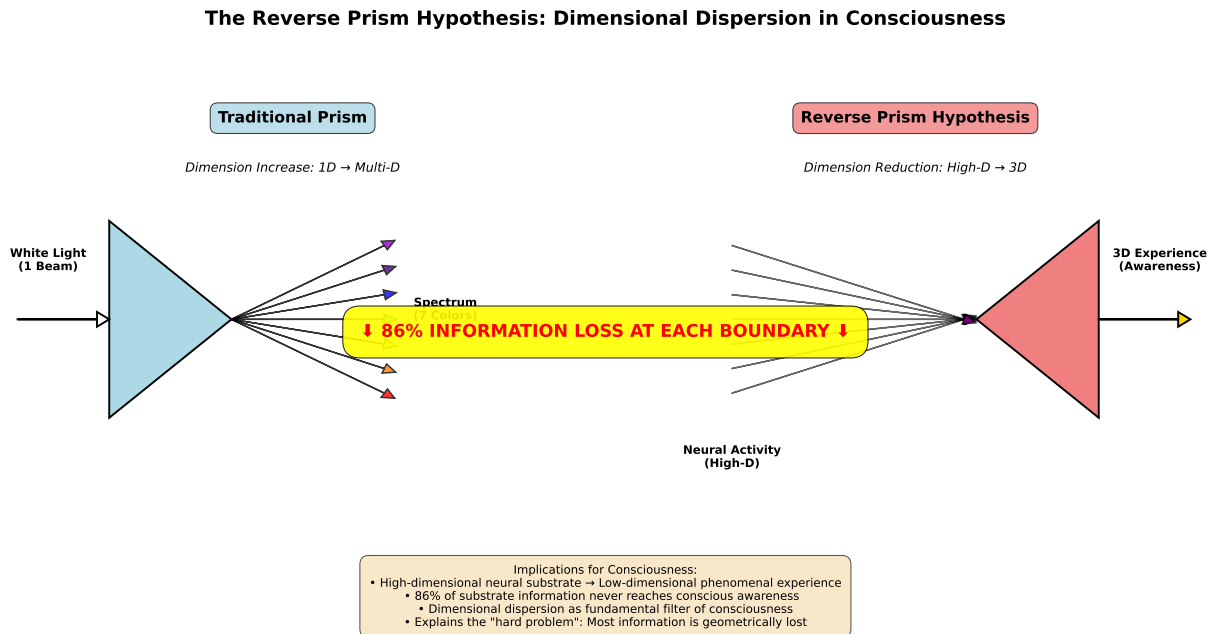 The Reverse Prism Hypothesis: Dimensional Dispersion in Consciousness
Traditional Prism
Reverse Prism Hypothesis
Dimension Increase: 1D → Multi-D
Dimension Reduction: High-D → 3D
White Light
(1 Beam)
3D Experience
(Awareness)
Spectrum
(7 Colors)
⬇ 86% INFORMATION LOSS AT EACH BOUNDARY ⬇
Neural Activity
(High-D)
Implications for Consciousness:
• High-dimensional neural substrate → Low-dimensional phenomenal experience
• 86% of substrate information never reaches conscious awareness
• Dimensional dispersion as fundamental filter of consciousness
• Explains the "hard problem": Most information is geometrically lost